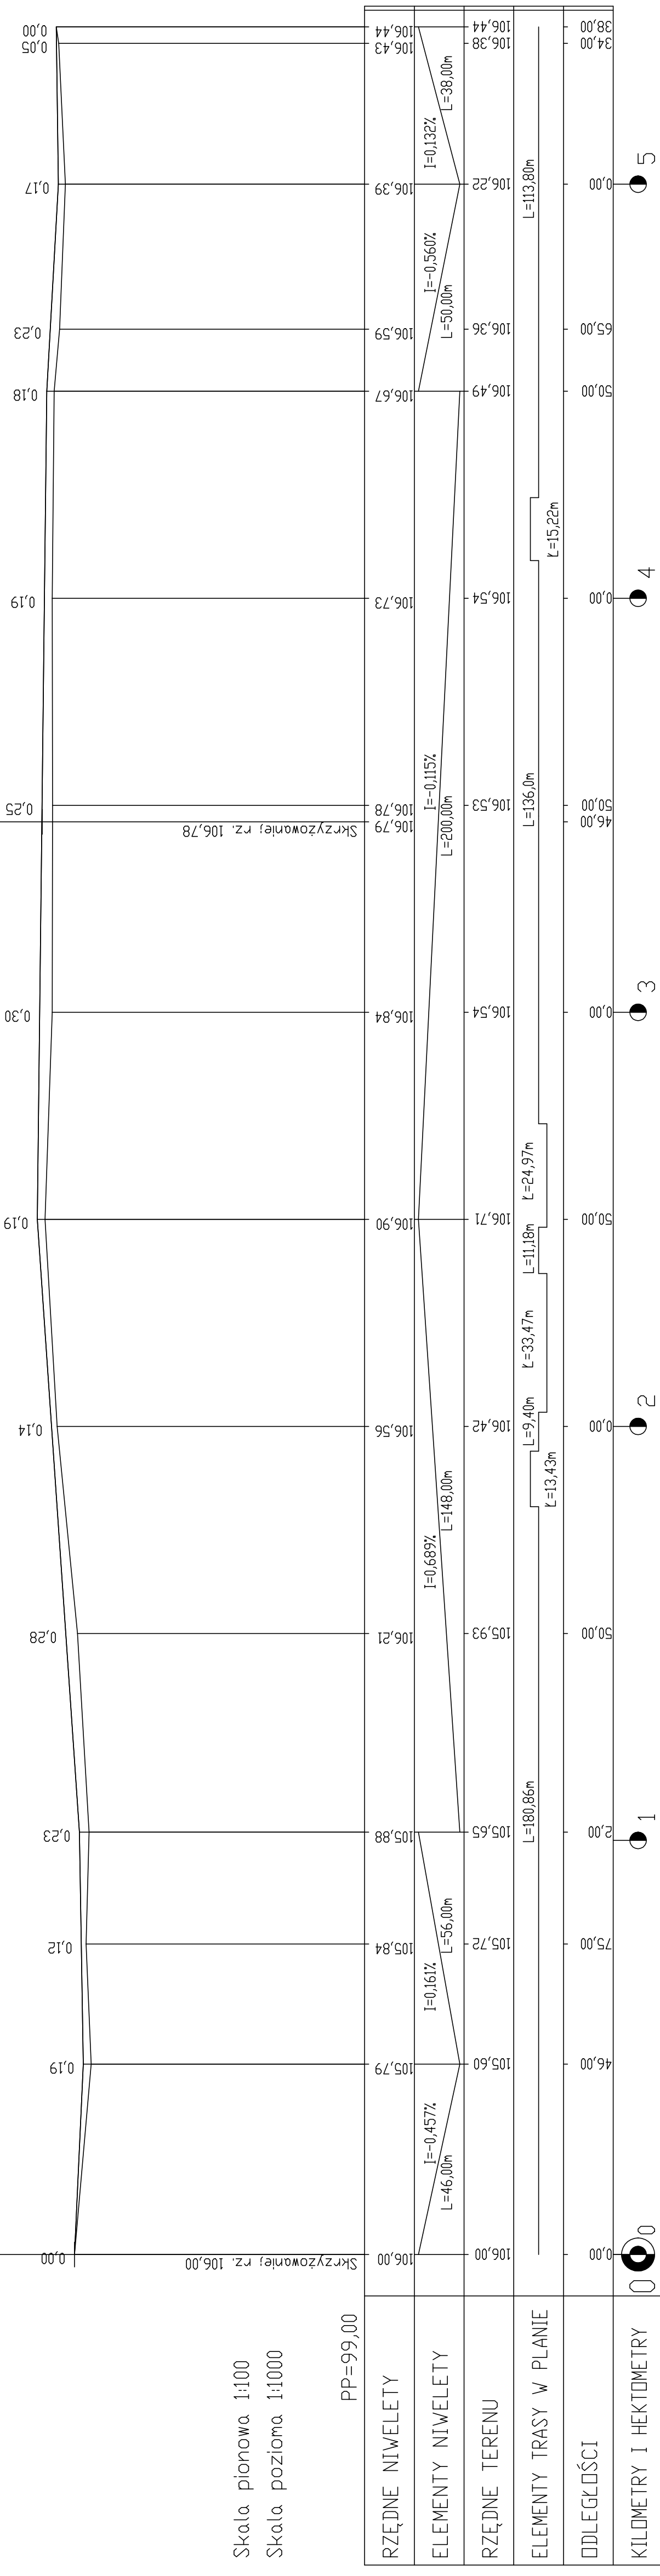 Skala pionowa 1:100
Skala pozioma 1:1000
PP=99,00
0,00 0,19 0,12 0,23 0,28 0,14 0,19 0,30 0,25 0,19 0,18 0,23 0,17 0,05 0,00
Skrzyżowanie; rz. 106,00
Skrzyżowanie; rz. 106,78
RZĘDNE NIWELETY
106,00 105,79 105,84 105,88 106,21 106,56 106,90 106,84 106,79 106,78 106,73 106,67 106,59 106,39 106,43 106,44
ELEMENTY NIWELETY
I=-0,457% I=0,161% I=0,689% I=-0,115% I=-0,560% I=0,132%
L=46,00m L=56,00m L=148,00m L=200,00m L=50,00m L=38,00m
RZĘDNE TERENU
106,00 105,60 105,72 105,65 105,93 106,42 106,71 106,54 106,53 106,54 106,49 106,36 106,22 106,38 106,44
ELEMENTY TRASY W PLANIE
L=180,86m Ł=13,43m L=9,40m Ł=33,47m L=11,18m Ł=24,97m L=136,0m Ł=15,22m L=113,80m
ODLEGŁOŚCI
0,00 46,00 75,00 2,00 50,00 0,00 50,00 0,00 46,00 50,00 0,00 50,00 65,00 0,00 34,00 38,00
KILOMETRY I HEKTOMETRY
0 0 1 2 3 4 5